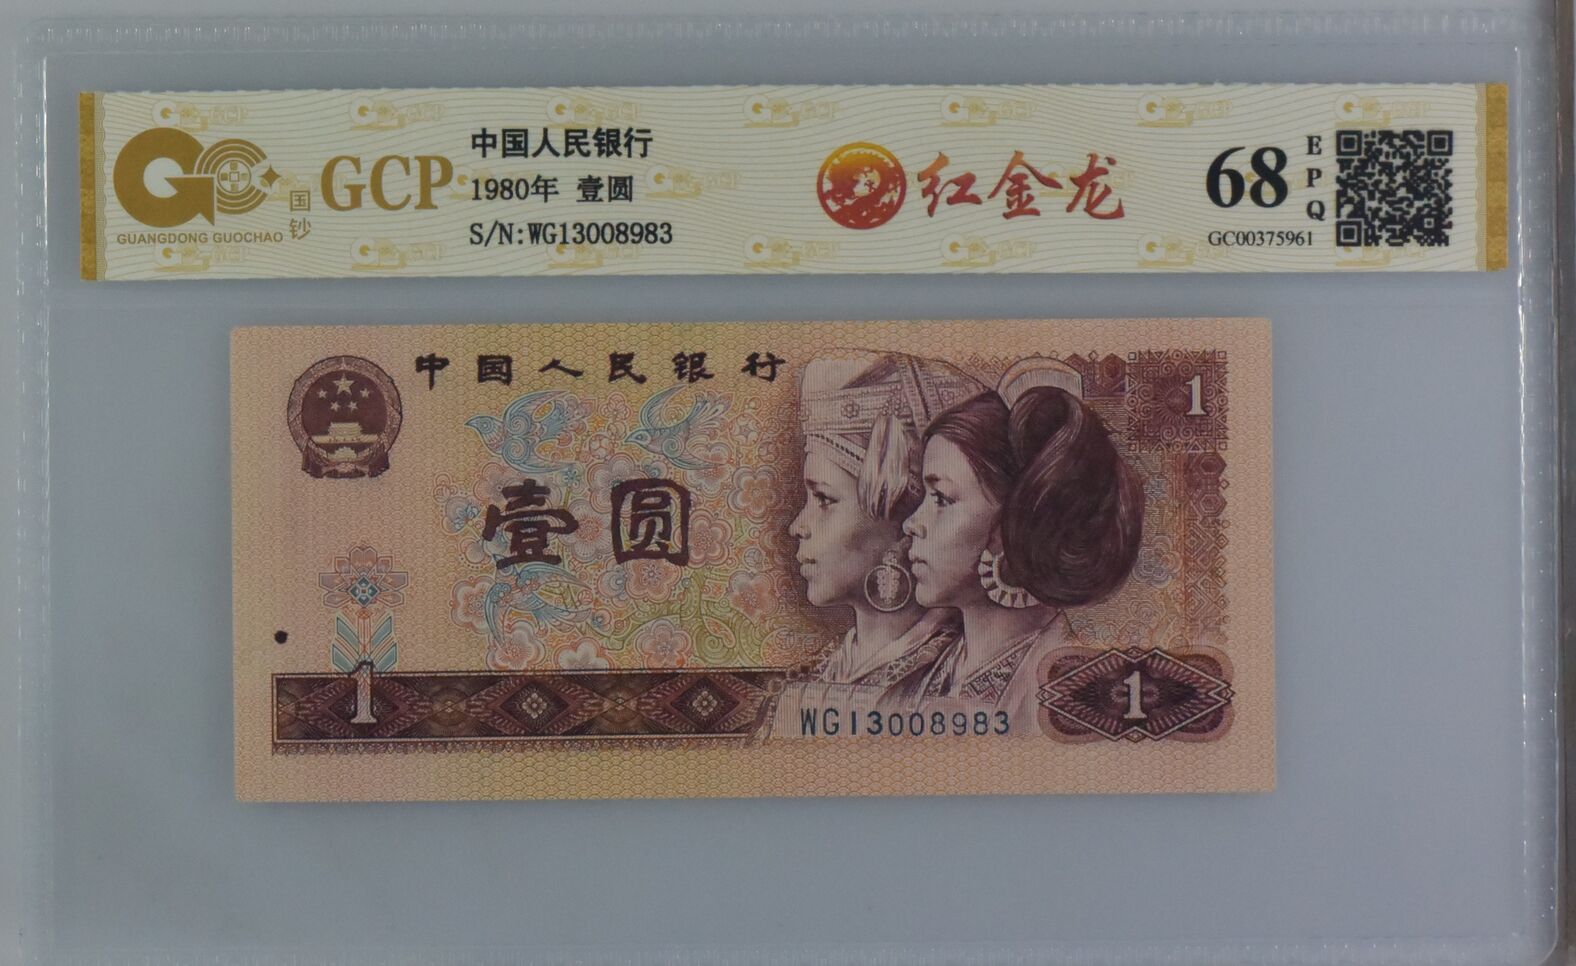 GCP
国钞
GUANGDONG GUOCHAO
中国人民银行
1980年 壹圆
S/N:WG13008983
红金龙
68
EPQ
GC00375961
中国人民银行
1
壹圆
1
WG13008983
1